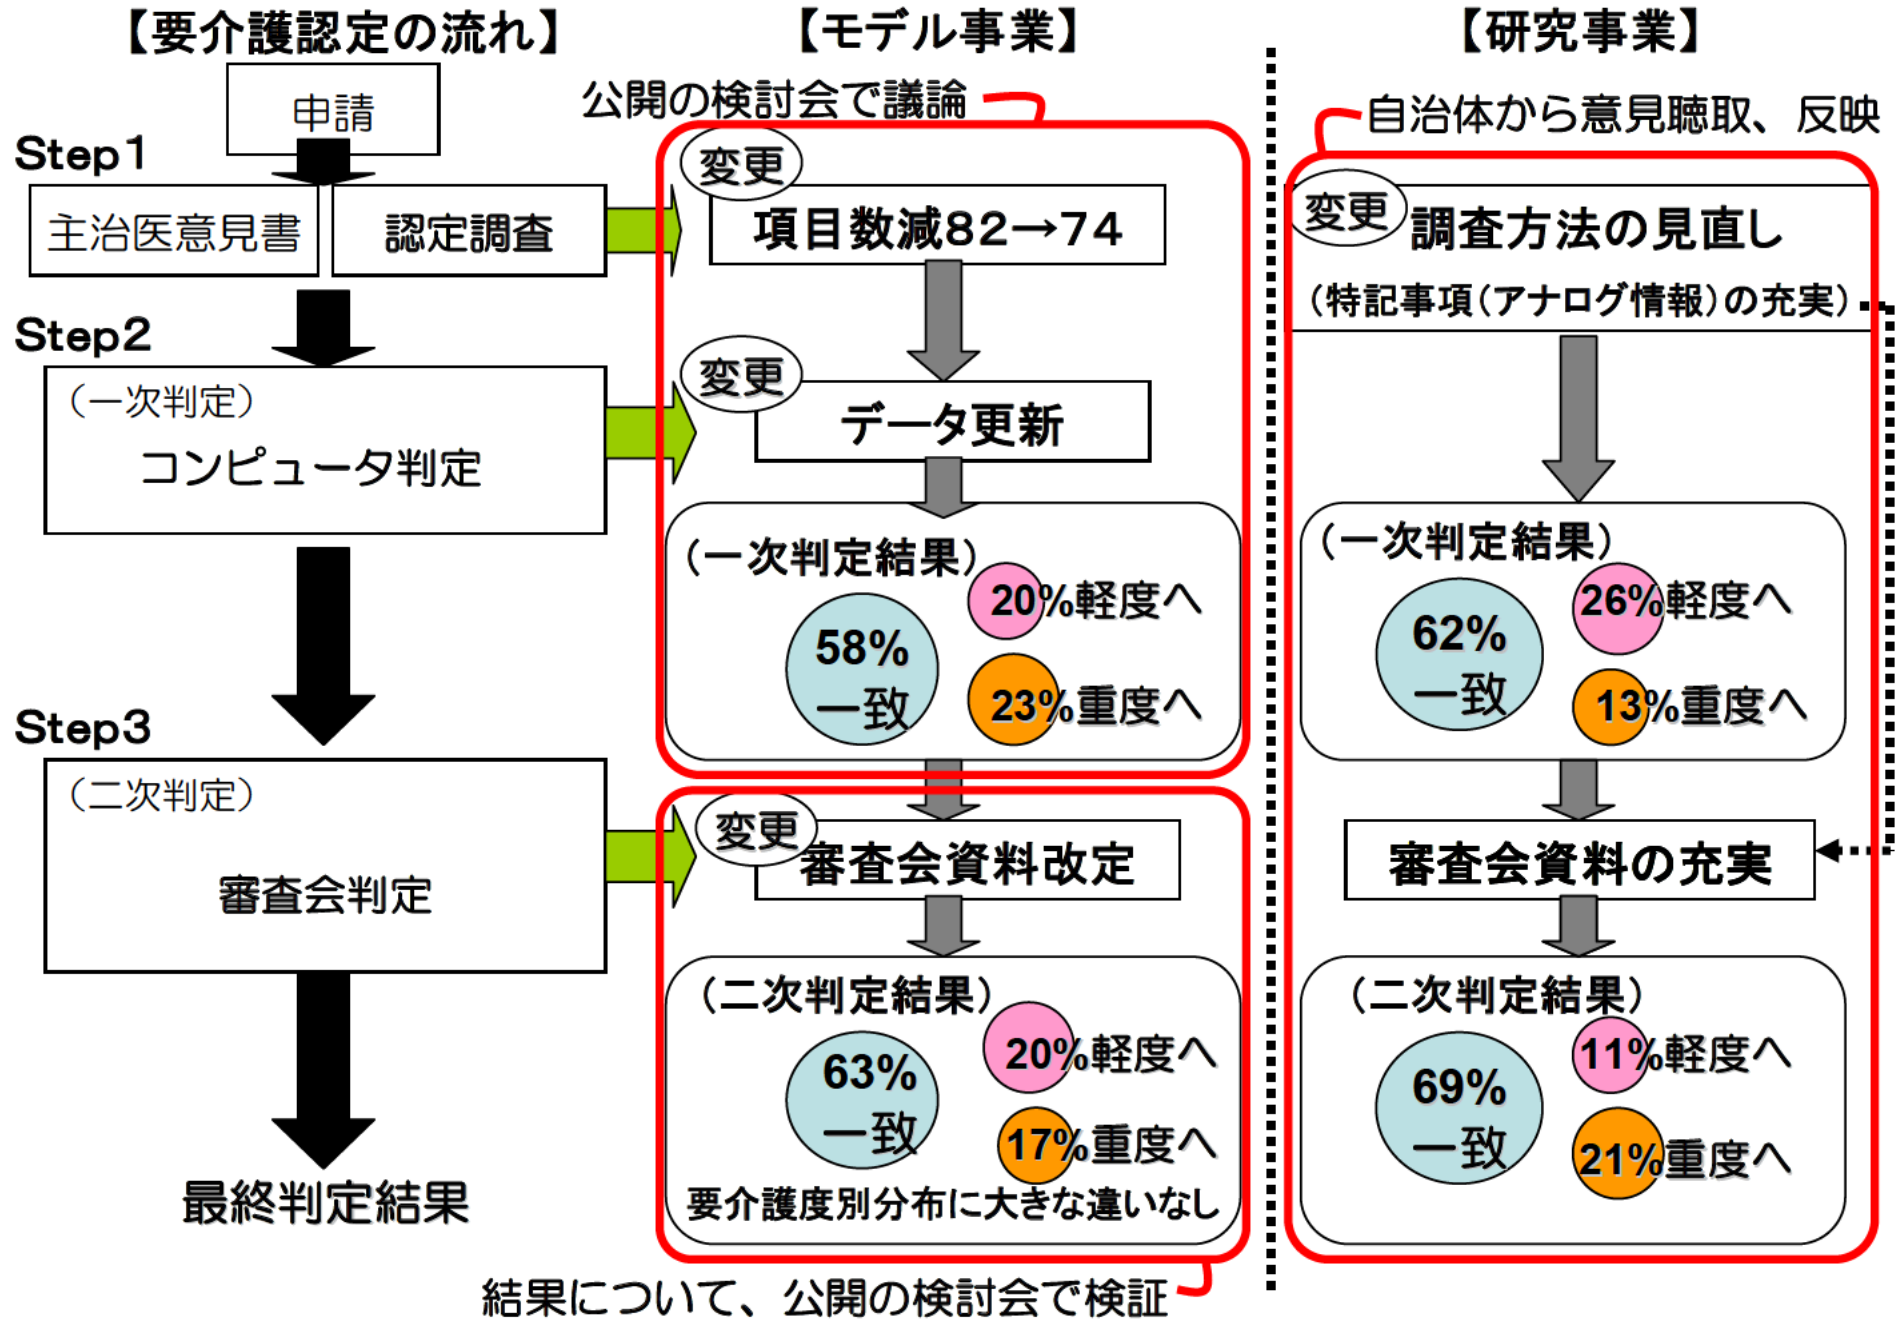 【要介護認定の流れ】
申請
Step1
主治医意見書
認定調査
Step2
（一次判定）
コンピュータ判定
Step3
（二次判定）
審査会判定
最終判定結果
【モデル事業】
公開の検討会で議論
変更
項目数減82→74
変更
データ更新
（一次判定結果）
20%軽度へ
58%
一致
23%重度へ
変更
審査会資料改定
（二次判定結果）
20%軽度へ
63%
一致
17%重度へ
要介護度別分布に大きな違いなし
結果について、公開の検討会で検証
【研究事業】
自治体から意見聴取、反映
変更
調査方法の見直し
（特記事項（アナログ情報）の充実）
（一次判定結果）
26%軽度へ
62%
一致
13%重度へ
審査会資料の充実
（二次判定結果）
11%軽度へ
69%
一致
21%重度へ